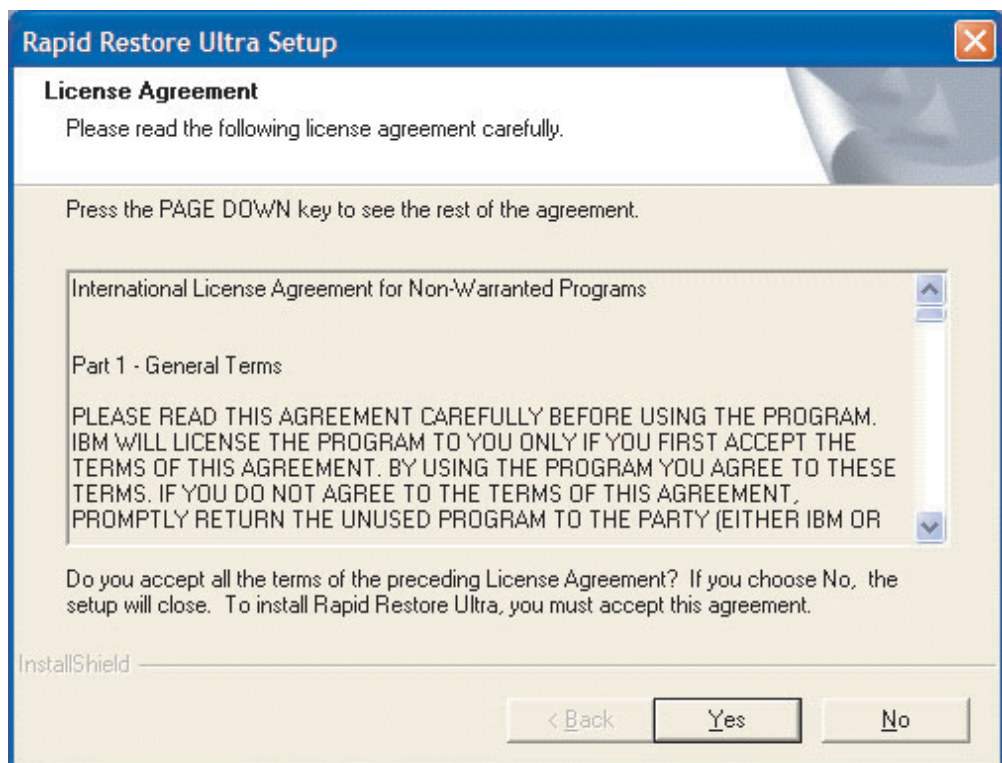 Rapid Restore Ultra Setup
License Agreement
Please read the following license agreement carefully.
Press the PAGE DOWN key to see the rest of the agreement.
International License Agreement for Non-Warranted Programs
Part 1 - General Terms
PLEASE READ THIS AGREEMENT CAREFULLY BEFORE USING THE PROGRAM.
IBM WILL LICENSE THE PROGRAM TO YOU ONLY IF YOU FIRST ACCEPT THE
TERMS OF THIS AGREEMENT. BY USING THE PROGRAM YOU AGREE TO THESE
TERMS. IF YOU DO NOT AGREE TO THE TERMS OF THIS AGREEMENT,
PROMPTLY RETURN THE UNUSED PROGRAM TO THE PARTY (EITHER IBM OR
Do you accept all the terms of the preceding License Agreement? If you choose No, the
setup will close. To install Rapid Restore Ultra, you must accept this agreement.
InstallShield
< Back Yes No